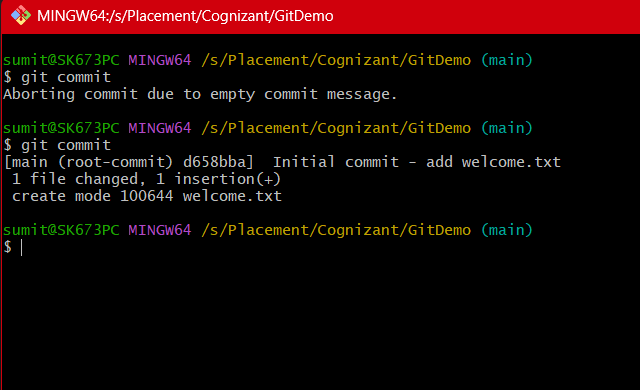 MINGW64:/s/Placement/Cognizant/GitDemo
sumit@SK673PC MINGW64 /s/Placement/Cognizant/GitDemo (main)
$ git commit
Aborting commit due to empty commit message.
sumit@SK673PC MINGW64 /s/Placement/Cognizant/GitDemo (main)
$ git commit
[main (root-commit) d658bba]  Initial commit - add welcome.txt
 1 file changed, 1 insertion(+)
 create mode 100644 welcome.txt
sumit@SK673PC MINGW64 /s/Placement/Cognizant/GitDemo (main)
$